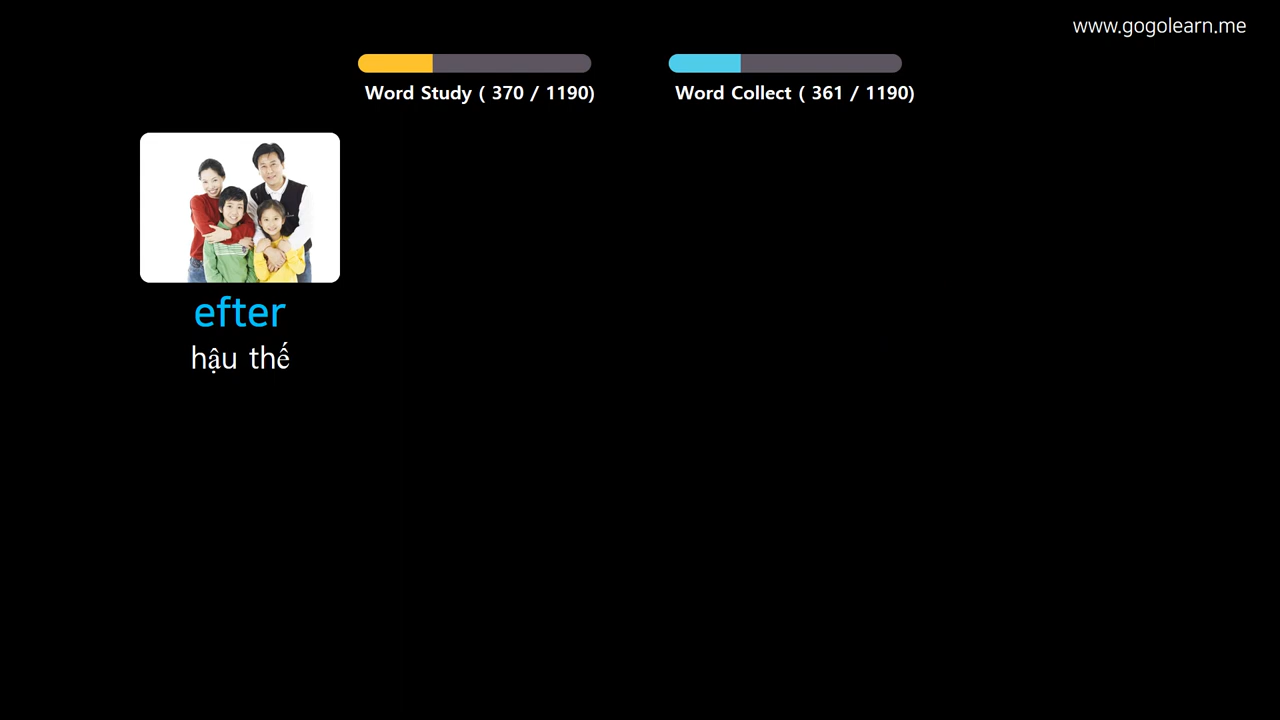 www.gogolearn.me
Word Study ( 370 / 1190)
Word Collect ( 361 / 1190)
efter
hậu thế